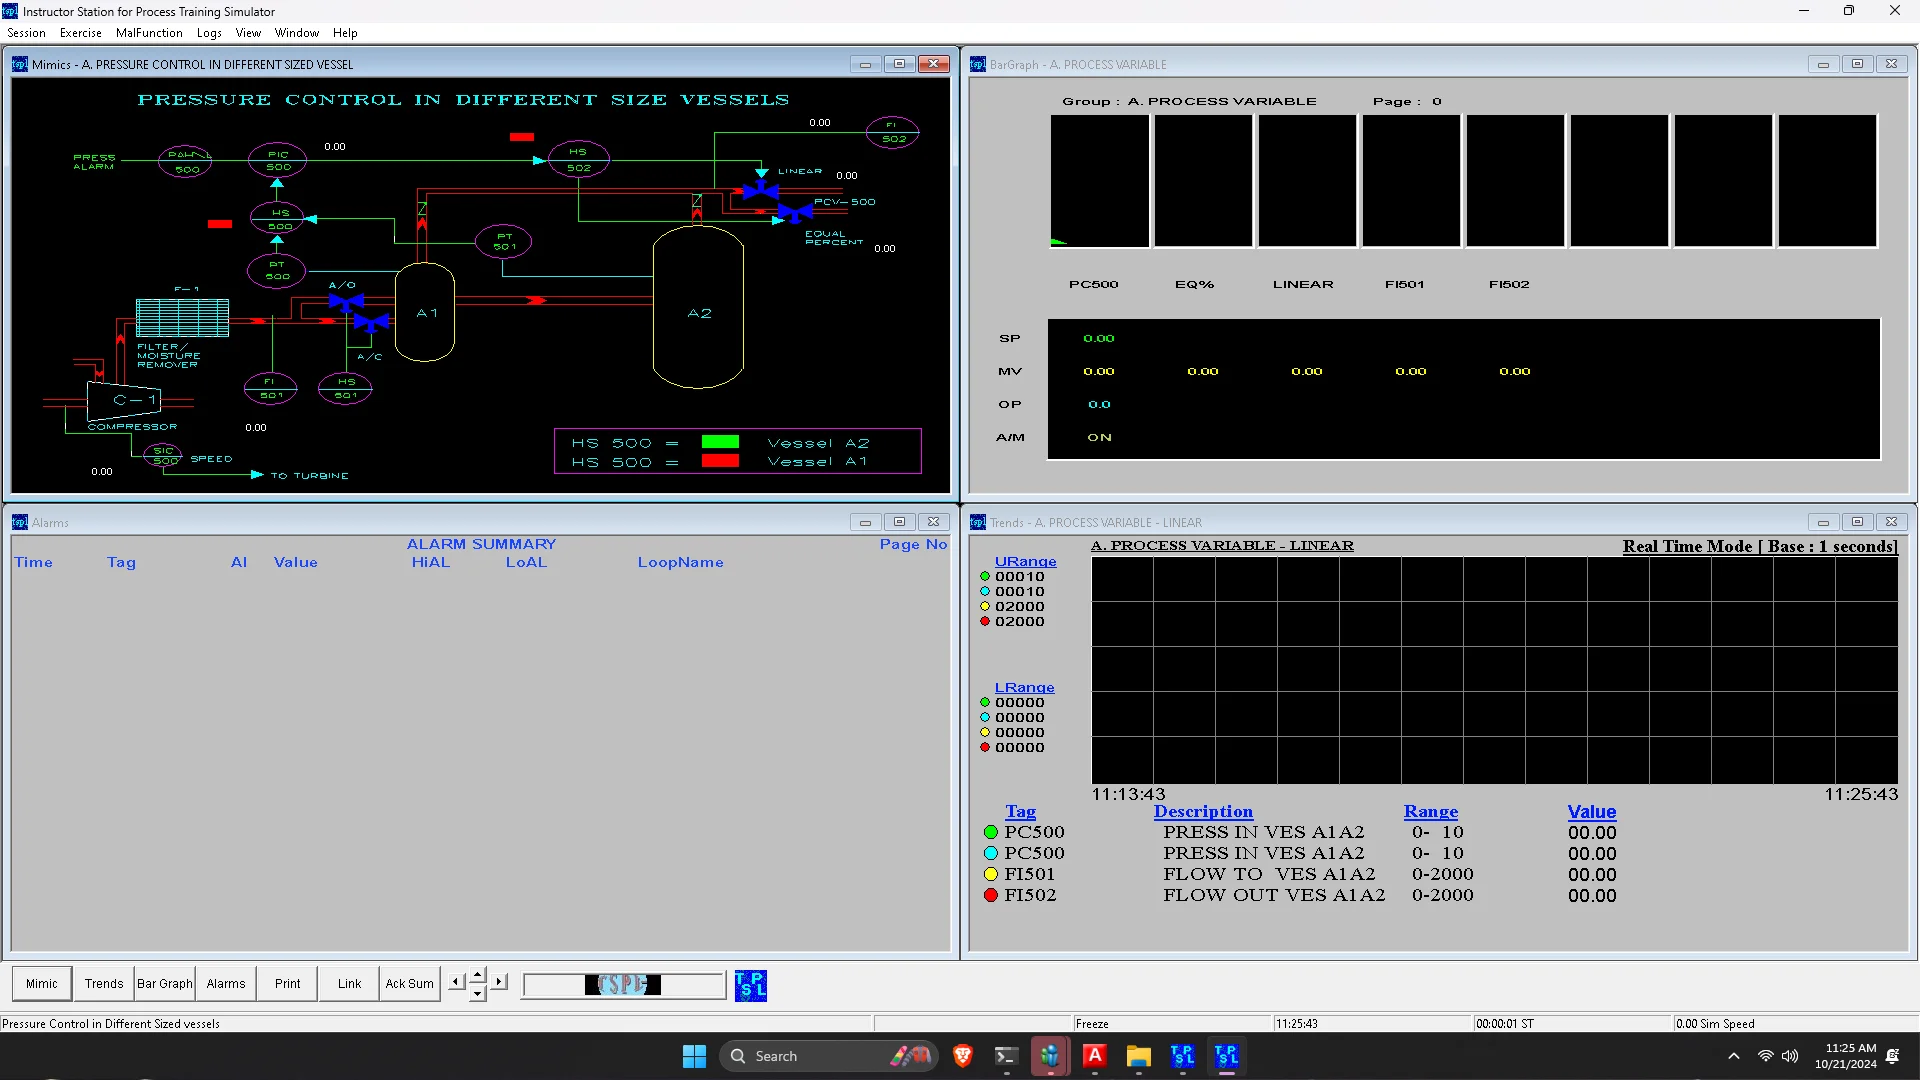 Instructor Station for Process Training Simulator
Session Exercise MalFunction Logs View Window Help
Mimics - A. PRESSURE CONTROL IN DIFFERENT SIZED VESSEL
PRESSURE CONTROL IN DIFFERENT SIZE VESSELS
0.00
FI
502
PRESS
ALARM
500
PIC
500
0.00
HS
502
LINEAR
0.00
PCV-500
EQUAL
PERCENT
0.00
HS
500
PT
501
PT
500
F-1
A/O
A1
A2
FILTER/
MOISTURE
REMOVER
A/C
FI
501
HS
501
C-1
COMPRESSOR
0.00
SIC
500
SPEED
0.00
TO TURBINE
HS 500 = Vessel A2
HS 500 = Vessel A1
BarGraph - A. PROCESS VARIABLE
Group : A. PROCESS VARIABLE Page : 0
PC500 EQ% LINEAR FI501 FI502
SP 0.00
MV 0.00 0.00 0.00 0.00 0.00
OP 0.0
A/M ON
Alarms
ALARM SUMMARY Page No
Time Tag Al Value HiAL LoAL LoopName
Trends - A. PROCESS VARIABLE - LINEAR
A. PROCESS VARIABLE - LINEAR Real Time Mode [ Base : 1 seconds]
URange
00010
00010
02000
02000
LRange
00000
00000
00000
00000
11:13:43 11:25:43
Tag Description Range Value
PC500 PRESS IN VES A1A2 0- 10 00.00
PC500 PRESS IN VES A1A2 0- 10 00.00
FI501 FLOW TO VES A1A2 0-2000 00.00
FI502 FLOW OUT VES A1A2 0-2000 00.00
Mimic Trends Bar Graph Alarms Print Link Ack Sum
TSPL
Pressure Control in Different Sized vessels Freeze 11:25:43 00:00:01 ST 0.00 Sim Speed
Search
11:25 AM
10/21/2024